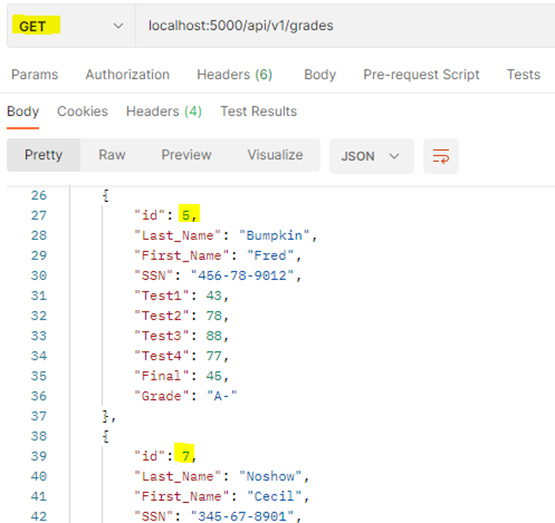 GET localhost:5000/api/v1/grades
Params Authorization Headers (6) Body Pre-request Script Tests
Body Cookies Headers (4) Test Results
Pretty Raw Preview Visualize JSON
26 {
27 "id": 5,
28 "Last_Name": "Bumpkin",
29 "First_Name": "Fred",
30 "SSN": "456-78-9012",
31 "Test1": 43,
32 "Test2": 78,
33 "Test3": 88,
34 "Test4": 77,
35 "Final": 45,
36 "Grade": "A-"
37 },
38 {
39 "id": 7,
40 "Last_Name": "Noshow",
41 "First_Name": "Cecil",
42 "SSN": "345-67-8901",